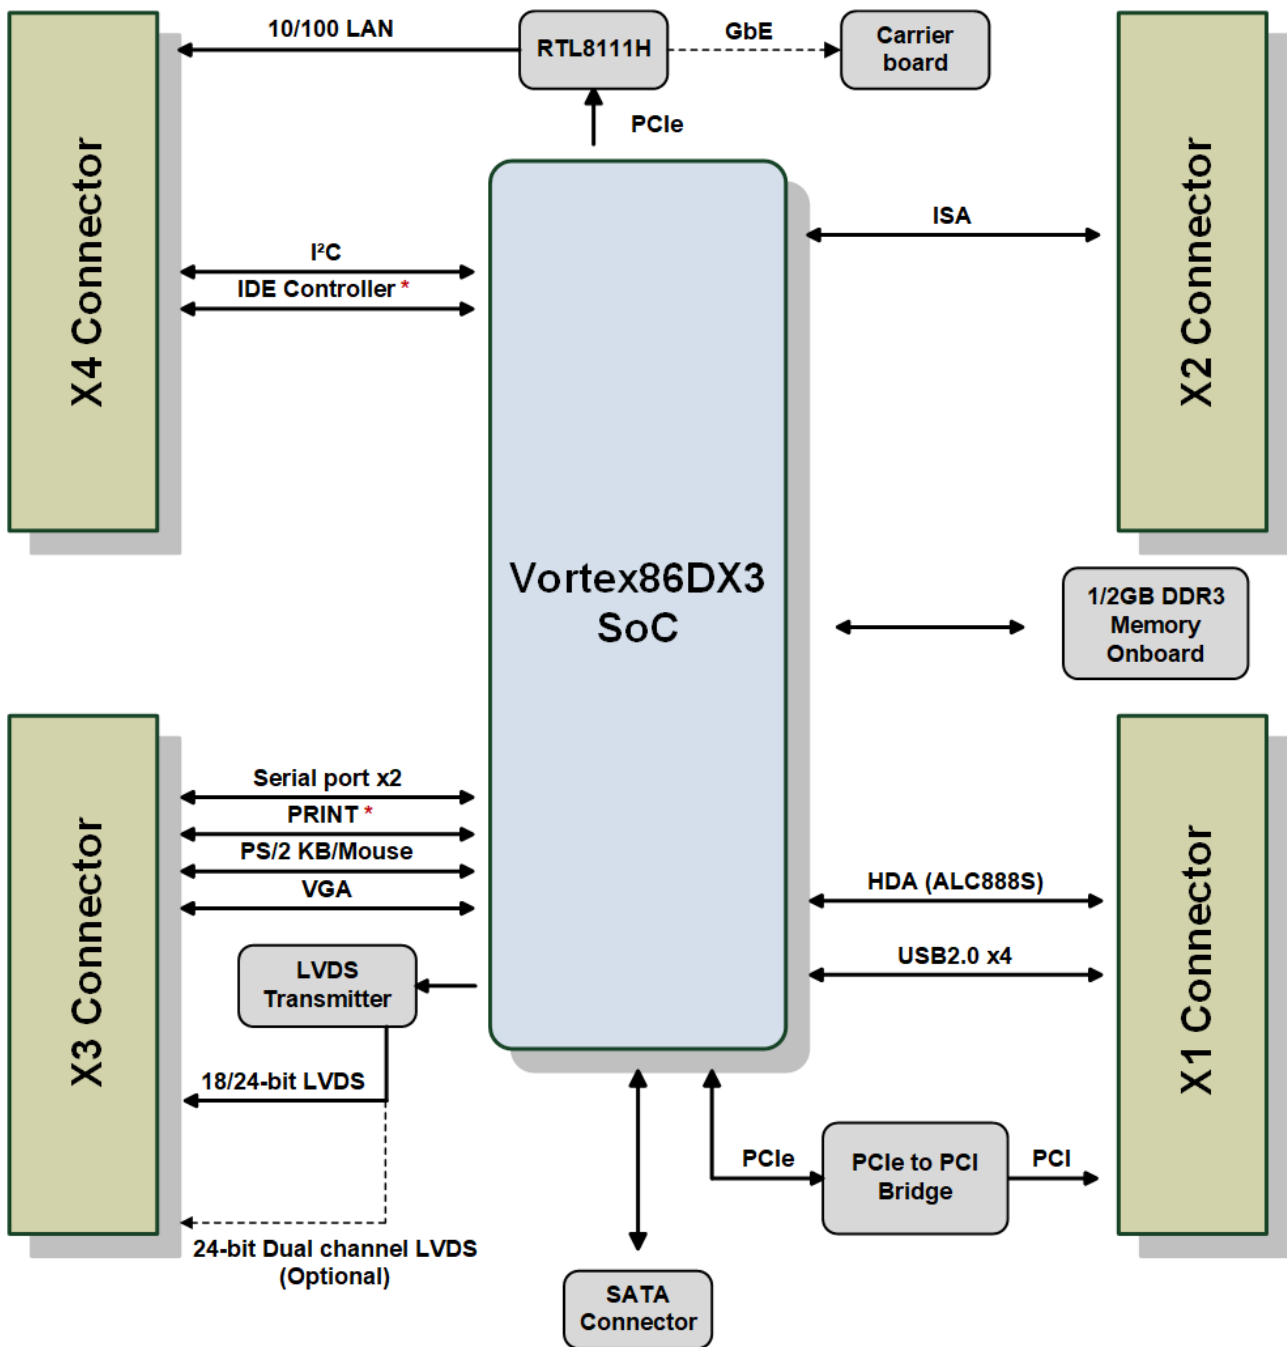 10/100 LAN
RTL8111H
GbE
Carrier
board
PCIe
X4 Connector
I²C
IDE Controller *
ISA
X2 Connector
Vortex86DX3
SoC
1/2GB DDR3
Memory
Onboard
X3 Connector
Serial port x2
PRINT *
PS/2 KB/Mouse
VGA
LVDS
Transmitter
18/24-bit LVDS
24-bit Dual channel LVDS
(Optional)
HDA (ALC888S)
USB2.0 x4
X1 Connector
PCIe
PCIe to PCI
Bridge
PCI
SATA
Connector